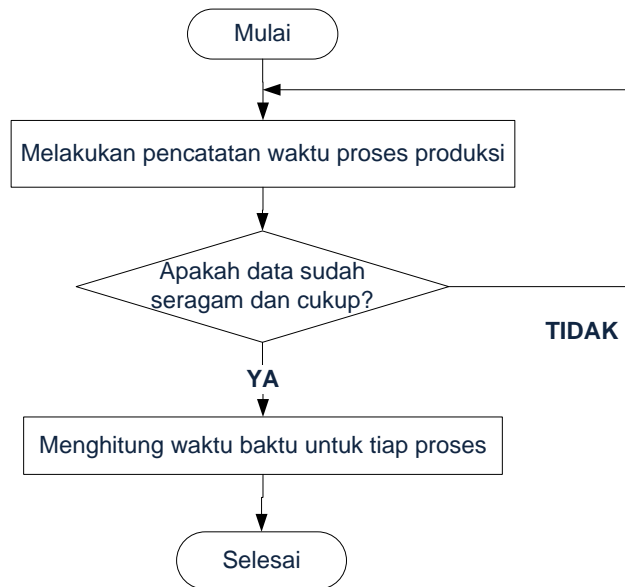 Mulai
Melakukan pencatatan waktu proses produksi
Apakah data sudah
seragam dan cukup?
TIDAK
YA
Menghitung waktu baktu untuk tiap proses
Selesai